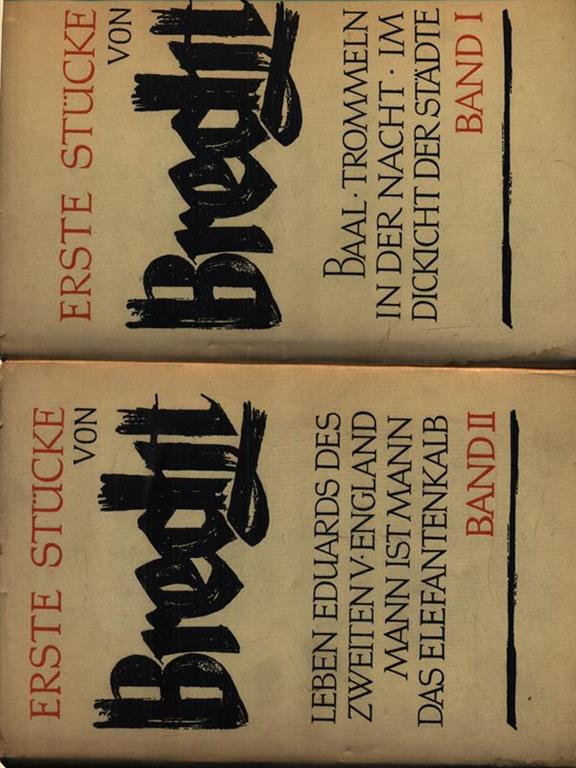 ERSTE STÜCKE
VON
Brecht
BAAL · TROMMELN
IN DER NACHT · IM
DICKICHT DER STÄDTE
BAND I
ERSTE STÜCKE
VON
Brecht
LEBEN EDUARDS DES
ZWEITEN V· ENGLAND
MANN IST MANN
DAS ELEFANTENKALB
BAND II